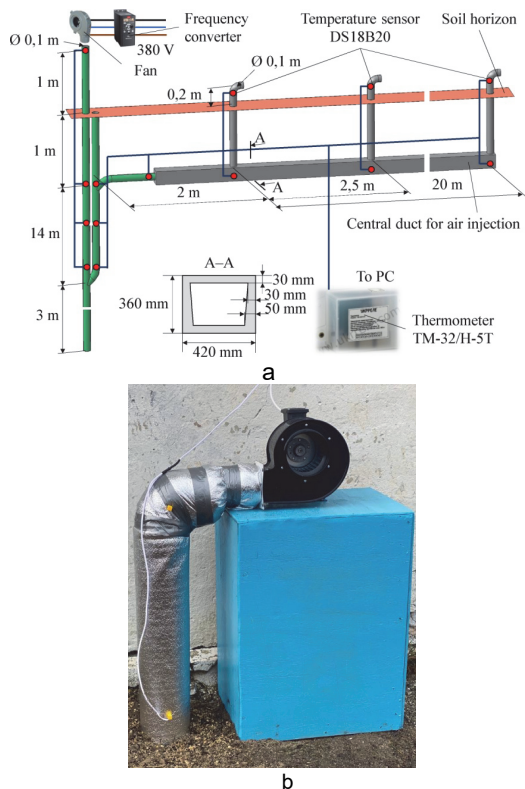 Frequency
converter
380 V
Fan
Ø 0,1 m
Temperature sensor
DS18B20
Soil horizon
Ø 0,1 m
0,2 m
1 m
1 m
14 m
3 m
A
A
2 m
2,5 m
20 m
Central duct for air injection
A–A
30 mm
30 mm
50 mm
360 mm
420 mm
To PC
Thermometer
TM-32/H-5T
a
b